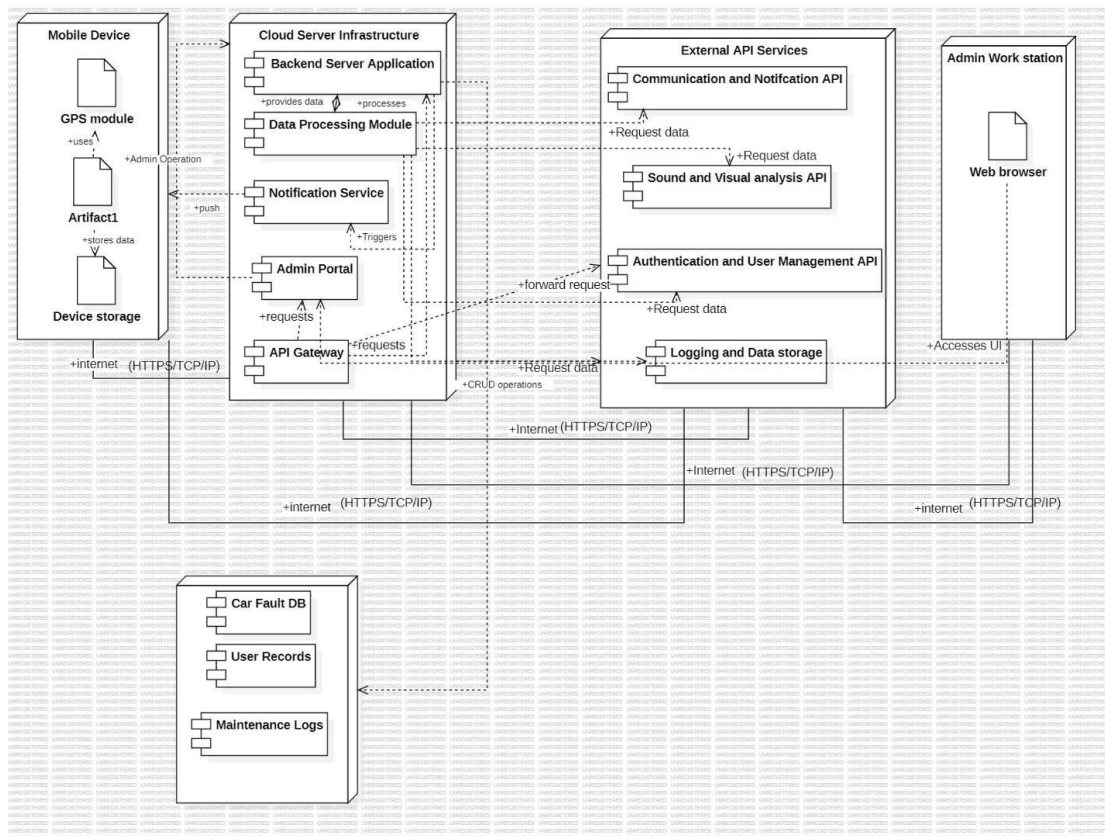 Mobile Device
GPS module
+uses
Artifact1
+stores data
Device storage
+Admin Operation
+push
Cloud Server Infrastructure
Backend Server Application
+provides data
+processes
Data Processing Module
Notification Service
+Triggers
Admin Portal
+requests
API Gateway
+requests
+forward request
+CRUD operations
External API Services
Communication and Notifcation API
+Request data
+Request data
Sound and Visual analysis API
Authentication and User Management API
+Request data
Logging and Data storage
+Request data
Admin Work station
Web browser
+Accesses UI
+internet (HTTPS/TCP/IP)
+Internet (HTTPS/TCP/IP)
+Internet (HTTPS/TCP/IP)
+internet (HTTPS/TCP/IP)
+internet (HTTPS/TCP/IP)
Car Fault DB
User Records
Maintenance Logs
UNREGISTERED